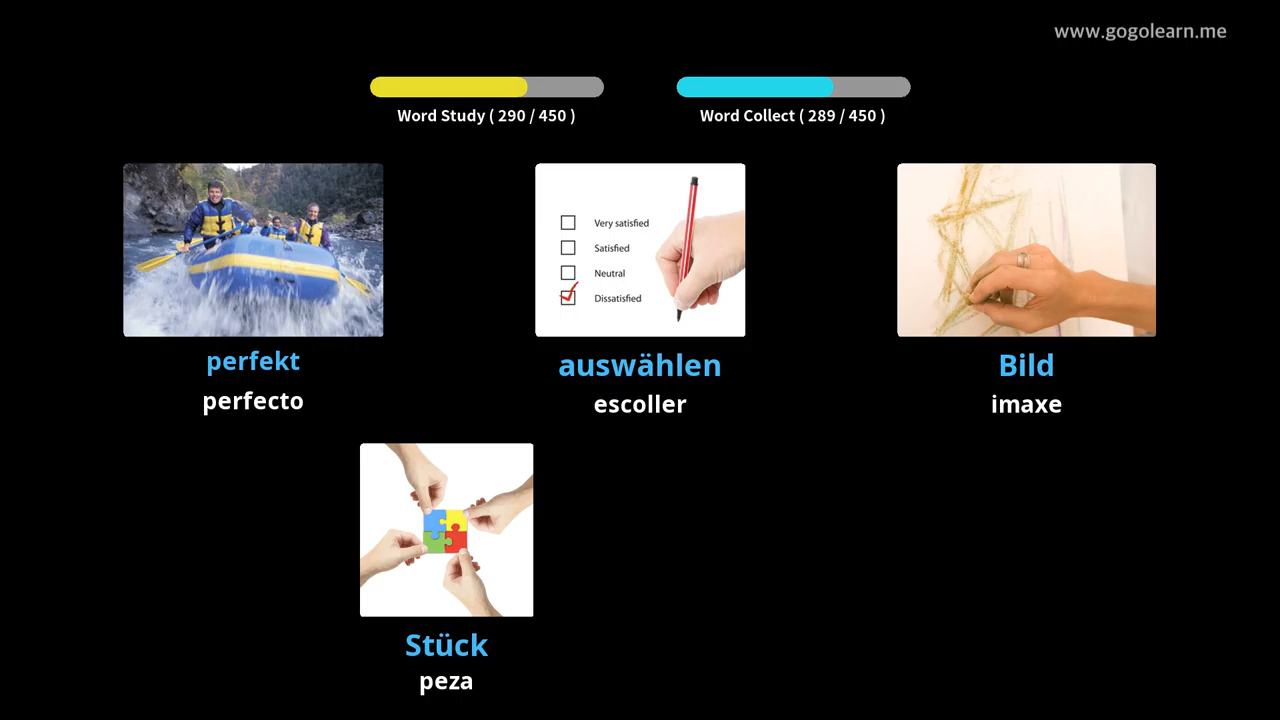 www.gogolearn.me
Word Study ( 290 / 450 )
Word Collect ( 289 / 450 )
Very satisfied
Satisfied
Neutral
Dissatisfied
perfekt
perfecto
auswählen
escoller
Bild
imaxe
Stück
peza